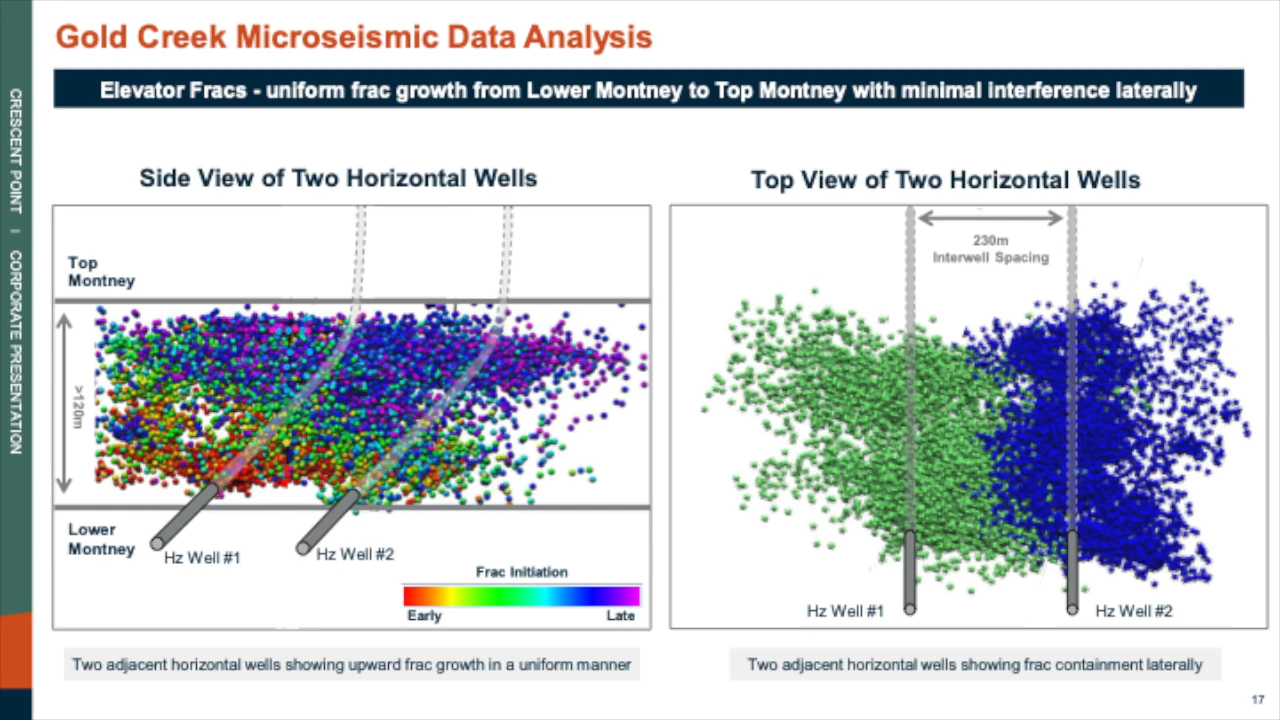 Gold Creek Microseismic Data Analysis
Elevator Fracs - uniform frac growth from Lower Montney to Top Montney with minimal interference laterally
CRESCENT POINT I CORPORATE PRESENTATION
Side View of Two Horizontal Wells
Top
Montney
>120m
Lower
Montney
Hz Well #1
Hz Well #2
Frac Initiation
Early
Late
Two adjacent horizontal wells showing upward frac growth in a uniform manner
Top View of Two Horizontal Wells
230m
Interwell Spacing
Hz Well #1
Hz Well #2
Two adjacent horizontal wells showing frac containment laterally
17